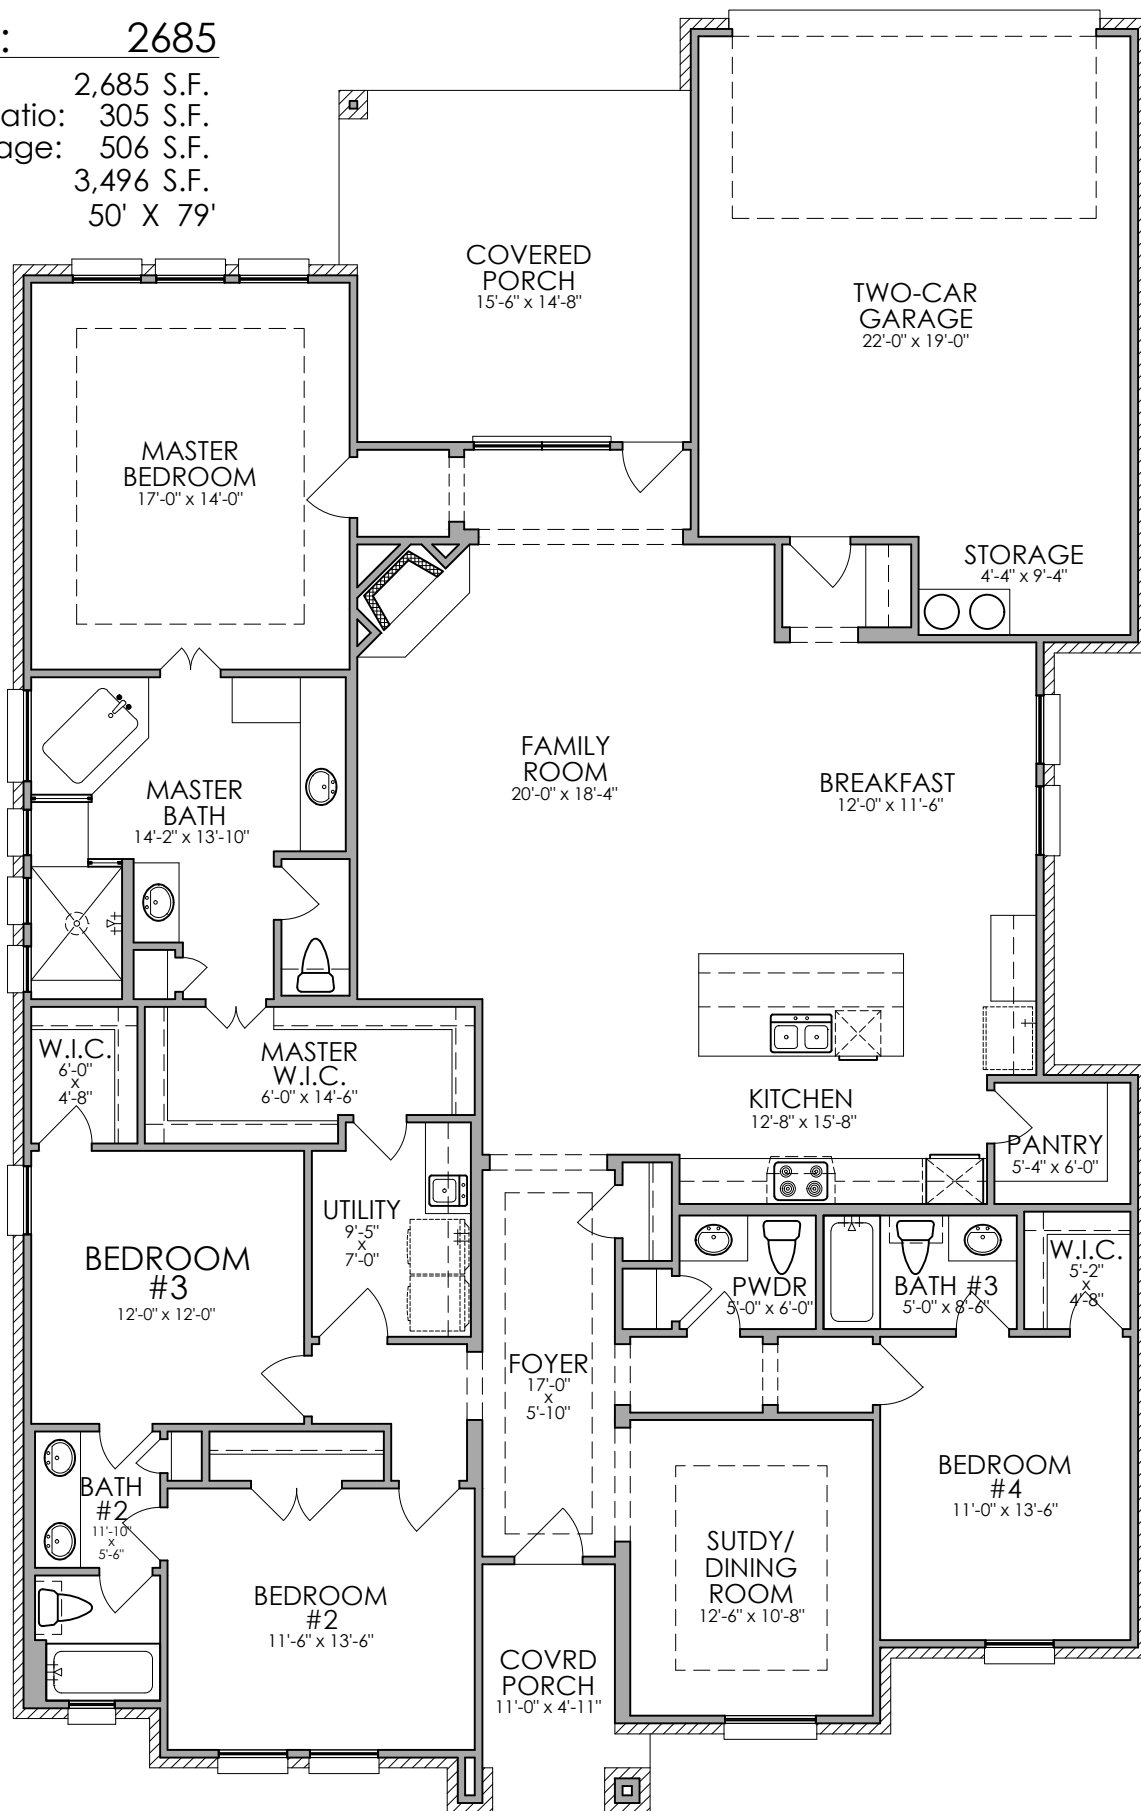 : 2685
2,685 S.F.
atio: 305 S.F.
age: 506 S.F.
3,496 S.F.
50' X 79'
COVERED
PORCH
15'-6" x 14'-8"
TWO-CAR
GARAGE
22'-0" x 19'-0"
MASTER
BEDROOM
17'-0" x 14'-0"
STORAGE
4'-4" x 9'-4"
FAMILY
ROOM
20'-0" x 18'-4"
BREAKFAST
12'-0" x 11'-6"
MASTER
BATH
14'-2" x 13'-10"
W.I.C.
6'-0"
x
4'-8"
MASTER
W.I.C.
6'-0" x 14'-6"
KITCHEN
12'-8" x 15'-8"
PANTRY
5'-4" x 6'-0"
UTILITY
9'-5"
x
7'-0"
BEDROOM
#3
12'-0" x 12'-0"
PWDR
5'-0" x 6'-0"
BATH #3
5'-0" x 8'-6"
W.I.C.
5'-2"
x
4'-8"
FOYER
17'-0"
x
5'-10"
BATH
#2
11'-10"
x
5'-6"
BEDROOM
#4
11'-0" x 13'-6"
SUTDY/
DINING
ROOM
12'-6" x 10'-8"
BEDROOM
#2
11'-6" x 13'-6"
COVRD
PORCH
11'-0" x 4'-11"